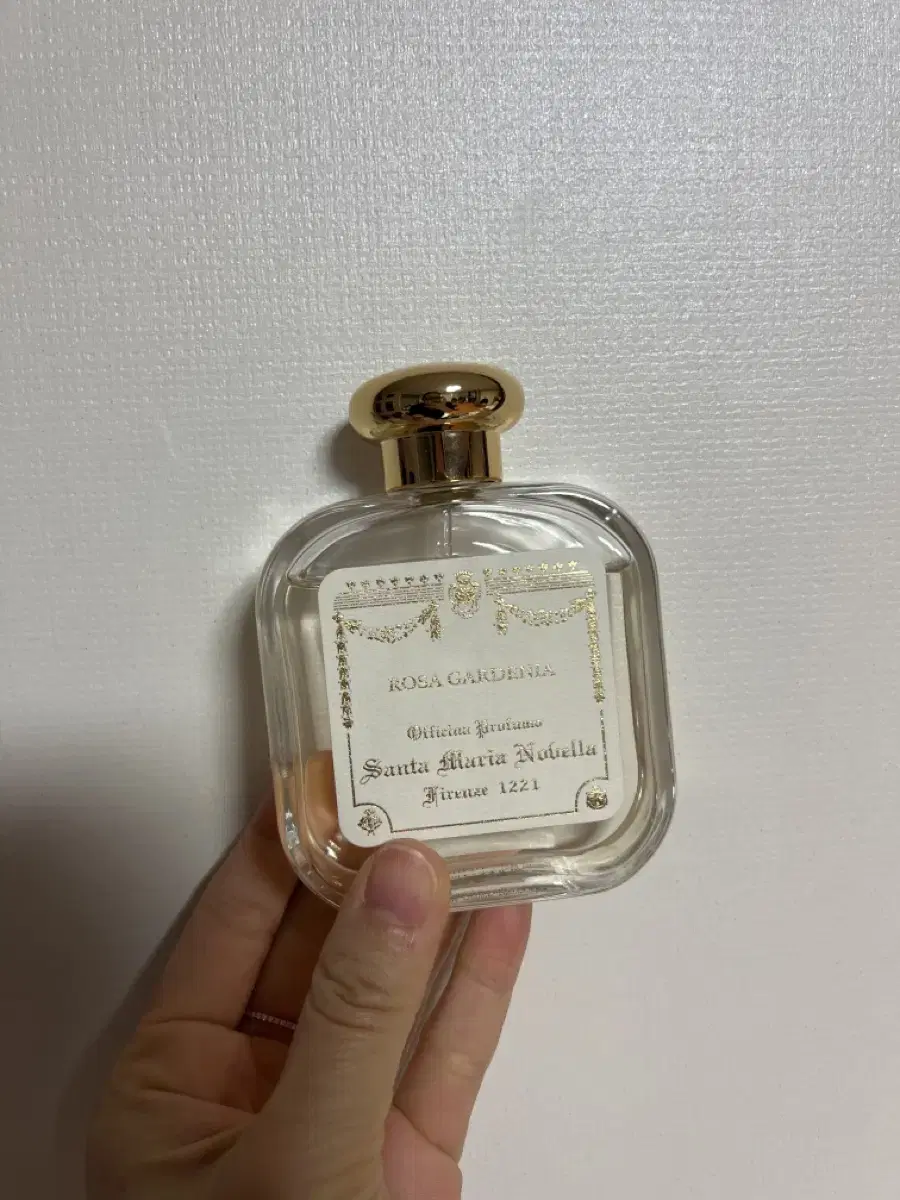 ROSA GARDENIA
Officina Profumo
Santa Maria Novella
Firenze 1221